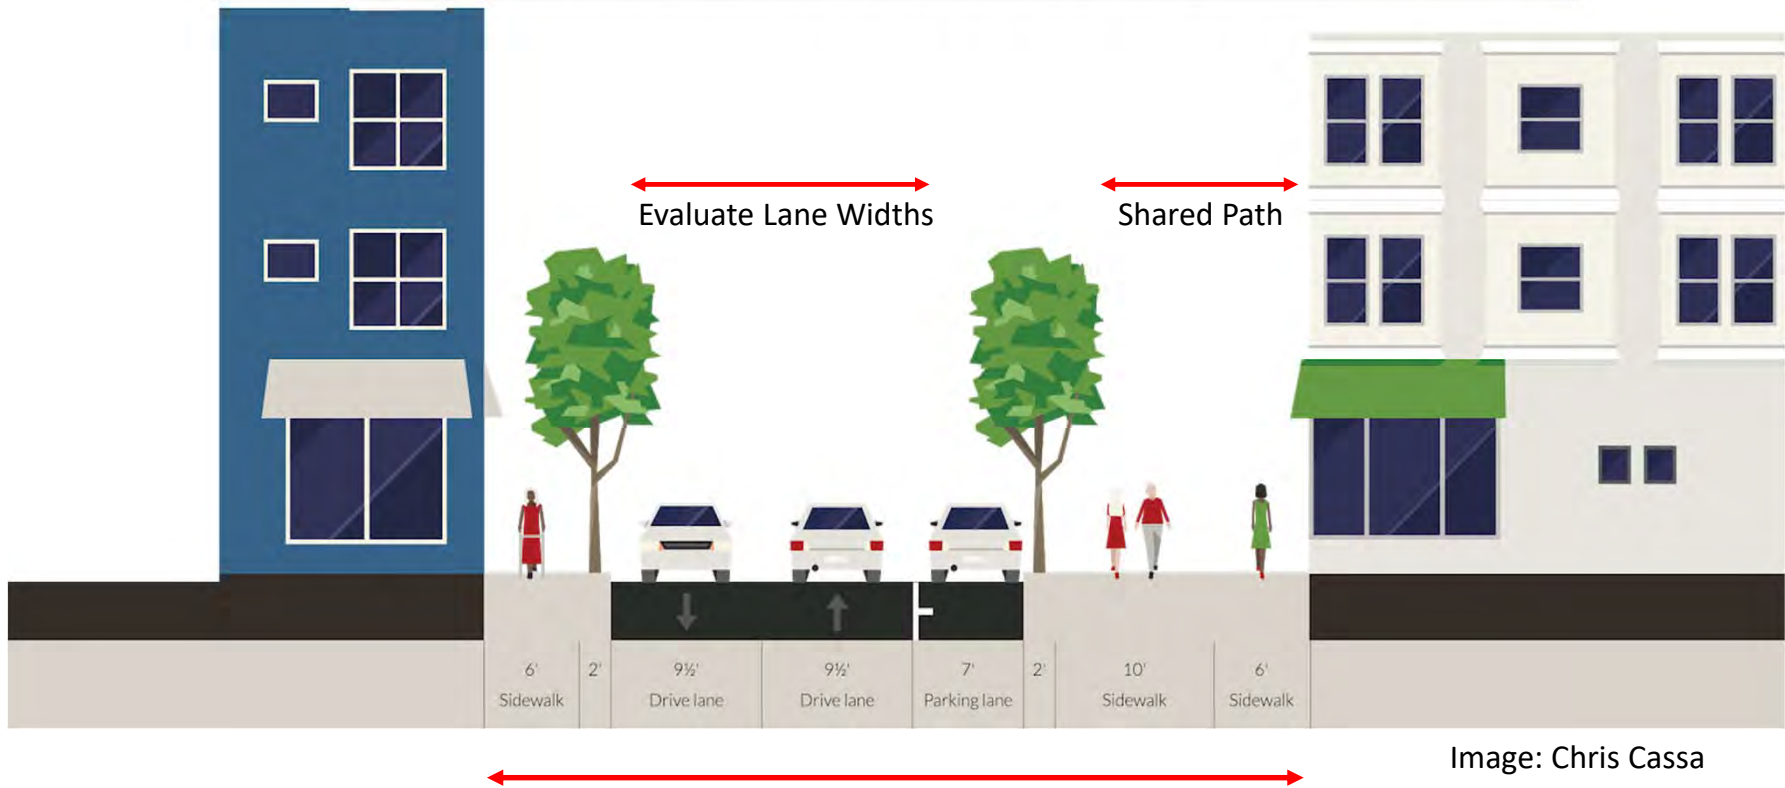 Evaluate Lane Widths
Shared Path
6'
2'
9½'
9½'
7'
2'
10'
6'
Sidewalk
Drive lane
Drive lane
Parking lane
Sidewalk
Sidewalk
Image: Chris Cassa